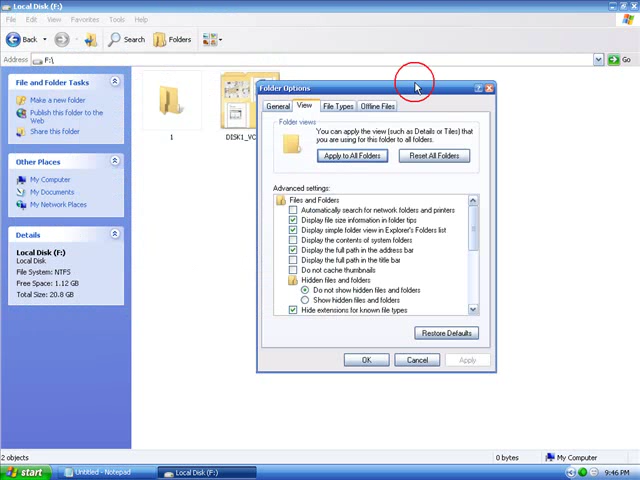 Local Disk (F:)
File Edit View Favorites Tools Help
Back Search Folders
Address F:\ Go
File and Folder Tasks
Make a new folder
Publish this folder to the
Web
Share this folder
Other Places
My Computer
My Documents
My Network Places
Details
Local Disk (F:)
Local Disk
File System: NTFS
Free Space: 1.12 GB
Total Size: 20.8 GB
1
Folder Options
General View File Types Offline Files
Folder views
You can apply the view (such as Details or Tiles) that
you are using for this folder to all folders.
Apply to All Folders Reset All Folders
Advanced settings:
Files and Folders
Automatically search for network folders and printers
Display file size information in folder tips
Display simple folder view in Explorer's Folders list
Display the contents of system folders
Display the full path in the address bar
Display the full path in the title bar
Do not cache thumbnails
Hidden files and folders
Do not show hidden files and folders
Show hidden files and folders
Hide extensions for known file types
Restore Defaults
OK Cancel Apply
2 objects 0 bytes My Computer
start Untitled - Notepad Local Disk (F:) 9:46 PM